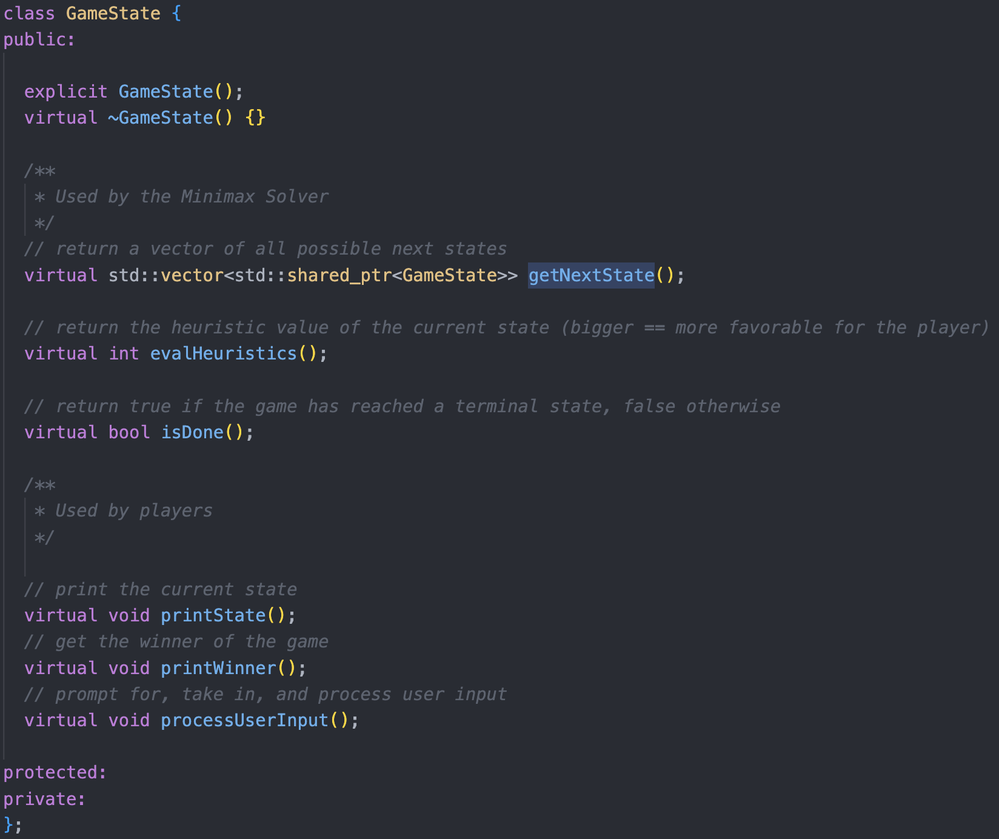 class GameState {
public:
explicit GameState();
virtual ~GameState() {}
/**
* Used by the Minimax Solver
*/
// return a vector of all possible next states
virtual std::vector<std::shared_ptr<GameState>> getNextState();
// return the heuristic value of the current state (bigger == more favorable for the player)
virtual int evalHeuristics();
// return true if the game has reached a terminal state, false otherwise
virtual bool isDone();
/**
* Used by players
*/
// print the current state
virtual void printState();
// get the winner of the game
virtual void printWinner();
// prompt for, take in, and process user input
virtual void processUserInput();
protected:
private:
};